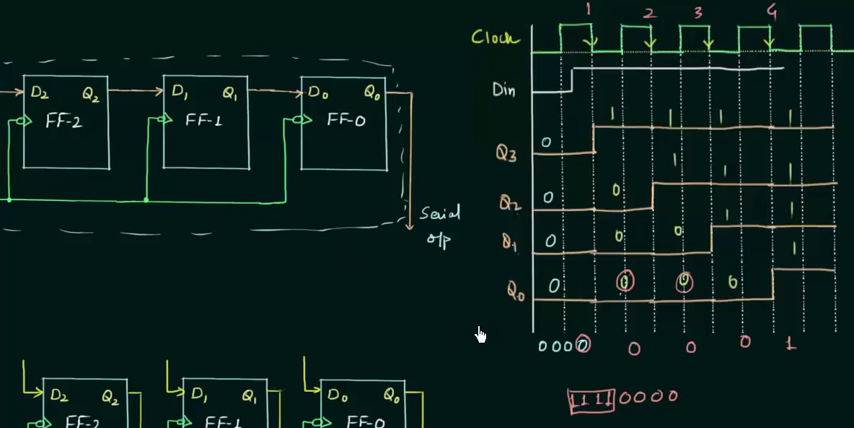 1 2 3 4
Clock
Din
D2 Q2 D1 Q1 D0 Q0
FF-2 FF-1 FF-0
1 1 1 1
Q3 0
1 1 1
Q2 0 0
1 1
Q1 0 0 0
1
Q0 0 0 0 0
Serial
o/p
0000 0 0 0 1
1111 0000
D2 Q2 D1 Q1 D0 Q0
FF-2 FF-1 FF-0